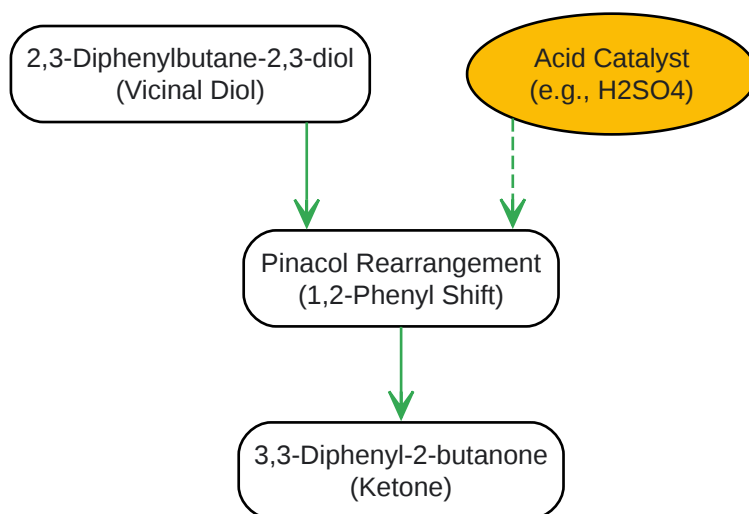 2,3-Diphenylbutane-2,3-diol
(Vicinal Diol)
Acid Catalyst
(e.g., H2SO4)
Pinacol Rearrangement
(1,2-Phenyl Shift)
3,3-Diphenyl-2-butanone
(Ketone)